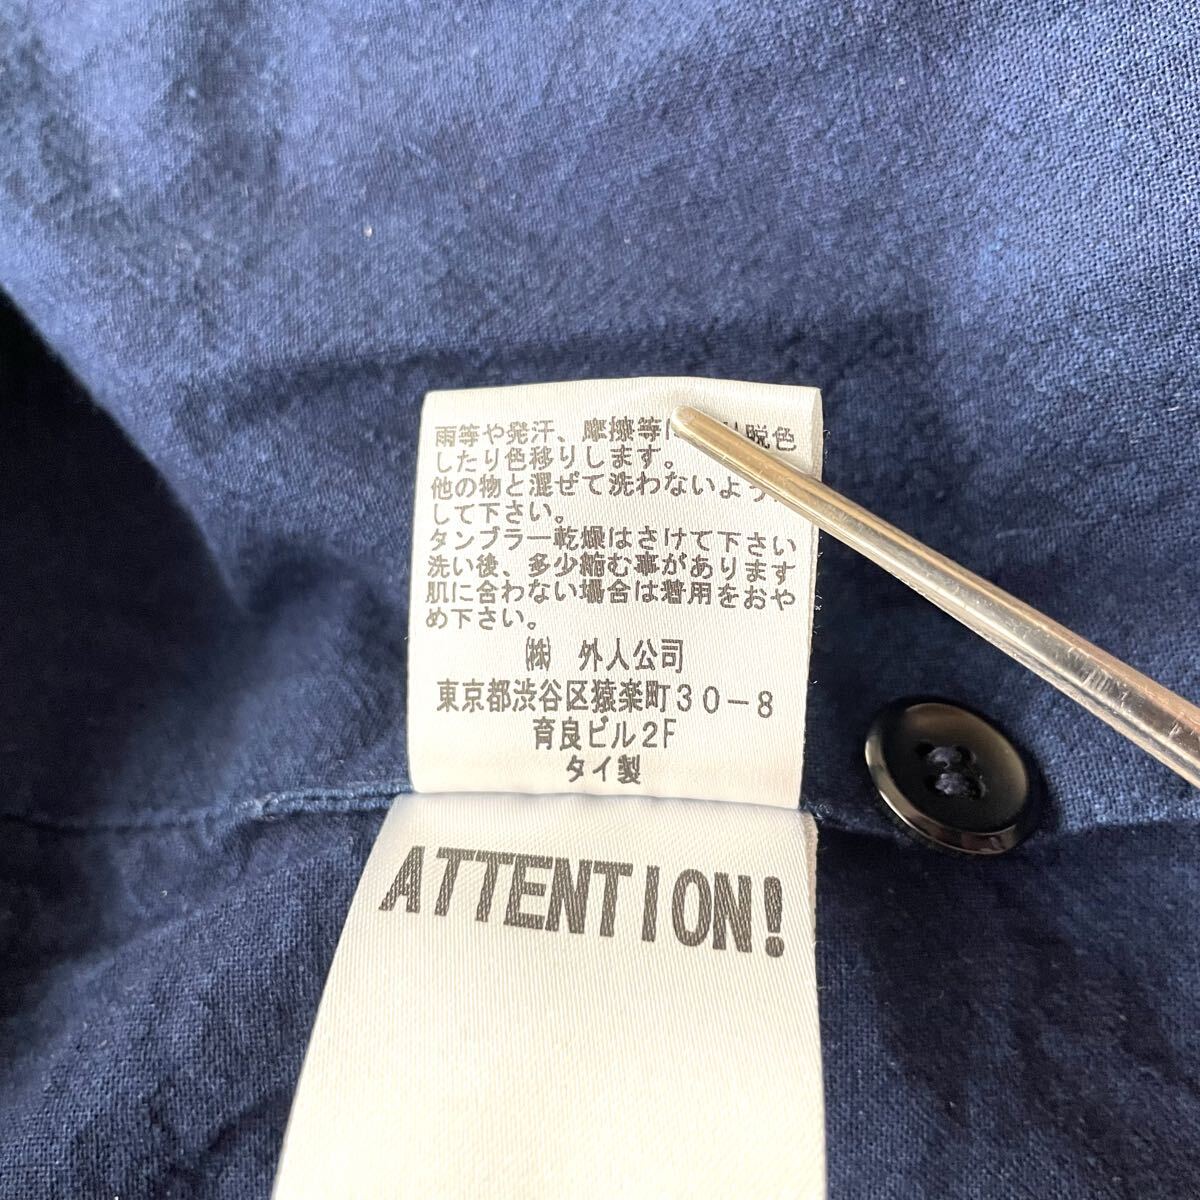 雨等や発汗、摩擦等に 脱色
したり色移りします。
他の物と混ぜて洗わないよう
して下さい。
タンブラー乾燥はさけて下さい
洗い後、多少縮む事があります
肌に合わない場合は着用をおや
め下さい。
㈱ 外人公司
東京都渋谷区猿楽町30-8
育良ビル2F
タイ製
ATTENTION!